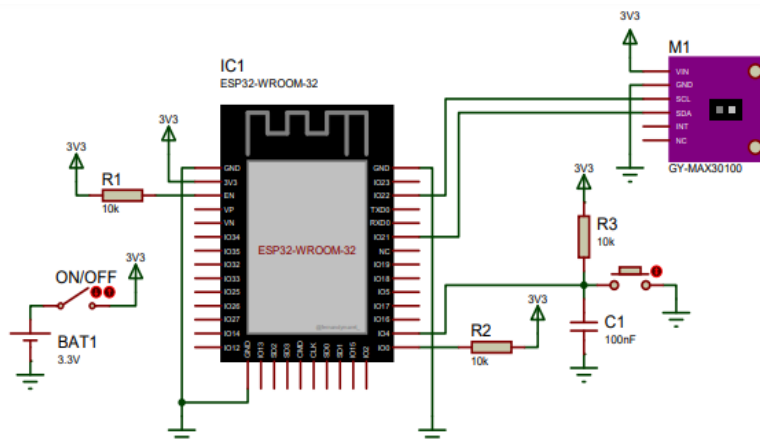 3V3
M1
VIN
GND
SCL
SDA
INT
NC
GY-MAX30100
IC1
ESP32-WROOM-32
3V3
3V3
R1
10k
GND
3V3
EN
VP
VN
IO34
IO35
IO32
IO33
IO25
IO26
IO27
IO14
IO12
ESP32-WROOM-32
GND
IO23
IO22
TXD0
RXD0
IO21
NC
IO19
IO18
IO5
IO17
IO16
IO4
IO0
GND
IO13
SD2
SD3
CMD
CLK
SD0
SD1
IO15
IO2
ON/OFF
3V3
BAT1
3.3V
3V3
R3
10k
C1
100nF
3V3
R2
10k